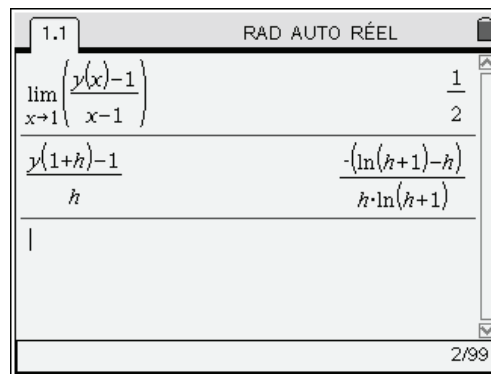 1.1 RAD AUTO RÉEL
lim x→1 (y(x)−1 / x−1) 1/2
y(1+h)−1 / h -(ln(h+1)−h) / h·ln(h+1)
2/99